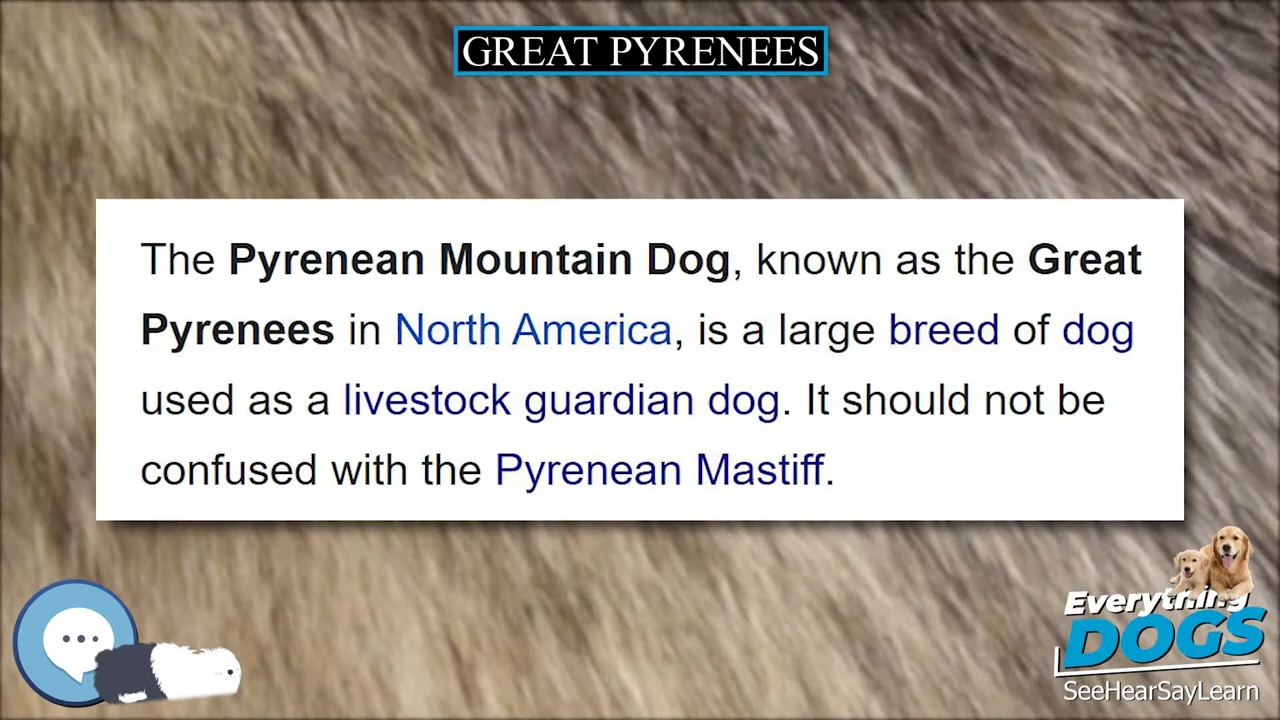 GREAT PYRENEES
The Pyrenean Mountain Dog, known as the Great
Pyrenees in North America, is a large breed of dog
used as a livestock guardian dog. It should not be
confused with the Pyrenean Mastiff.
Everything
DOGS
SeeHearSayLearn